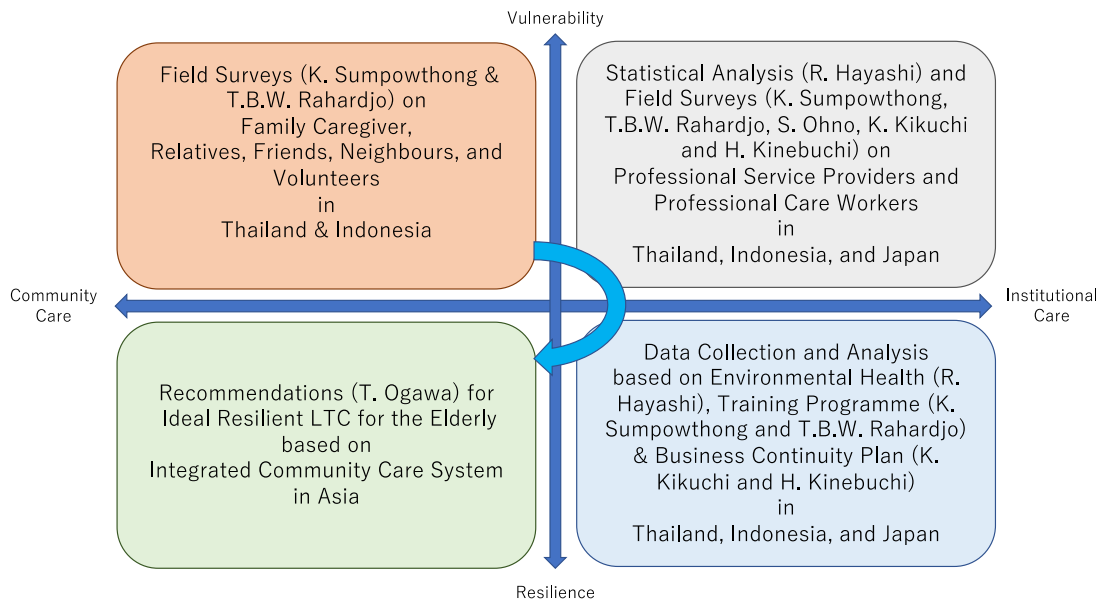 Vulnerability
Field Surveys (K. Sumpowthong &
T.B.W. Rahardjo) on
Family Caregiver,
Relatives, Friends, Neighbours, and
Volunteers
in
Thailand & Indonesia
Statistical Analysis (R. Hayashi) and
Field Surveys (K. Sumpowthong,
T.B.W. Rahardjo, S. Ohno, K. Kikuchi
and H. Kinebuchi) on
Professional Service Providers and
Professional Care Workers
in
Thailand, Indonesia, and Japan
Community
Care
Institutional
Care
Recommendations (T. Ogawa) for
Ideal Resilient LTC for the Elderly
based on
Integrated Community Care System
in Asia
Data Collection and Analysis
based on Environmental Health (R.
Hayashi), Training Programme (K.
Sumpowthong and T.B.W. Rahardjo)
& Business Continuity Plan (K.
Kikuchi and H. Kinebuchi)
in
Thailand, Indonesia, and Japan
Resilience